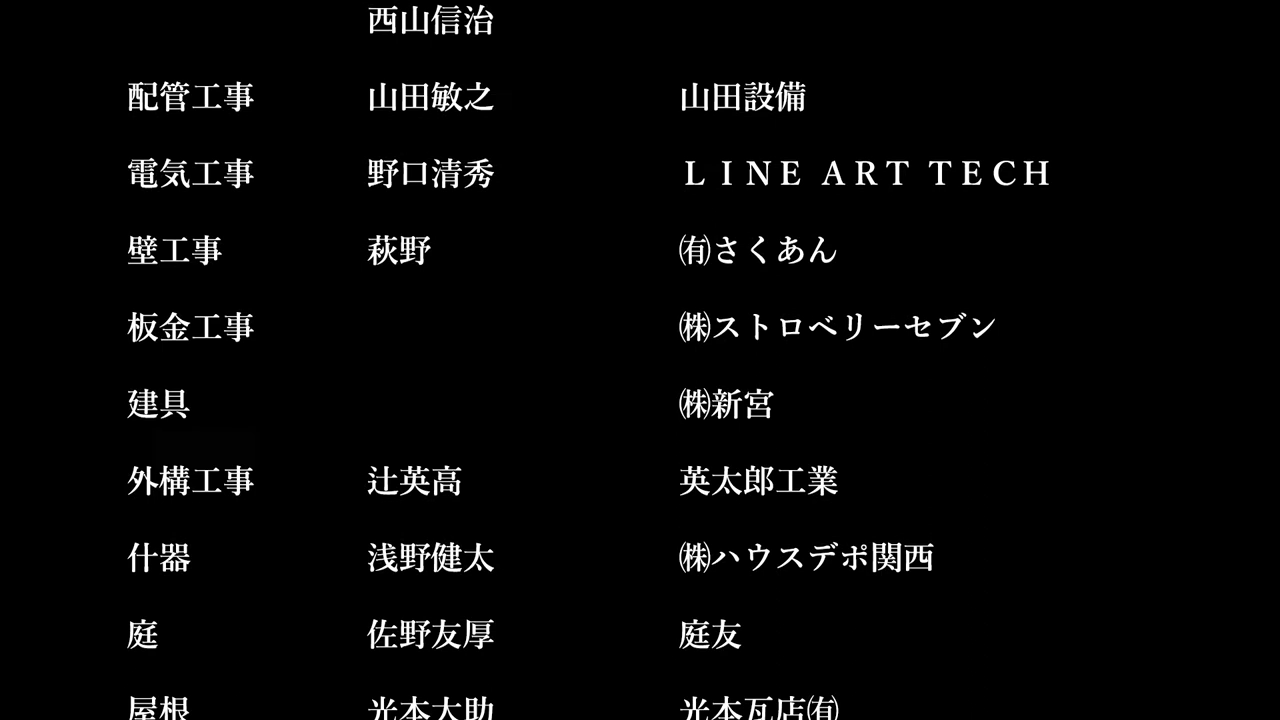 西山信治
配管工事 山田敏之 山田設備
電気工事 野口清秀 ＬＩＮＥ ＡＲＴ ＴＥＣＨ
壁工事 萩野 ㈲さくあん
板金工事 ㈱ストロベリーセブン
建具 ㈱新宮
外構工事 辻英高 英太郎工業
什器 浅野健太 ㈱ハウスデポ関西
庭 佐野友厚 庭友
屋根 光本大助 光本瓦店㈲